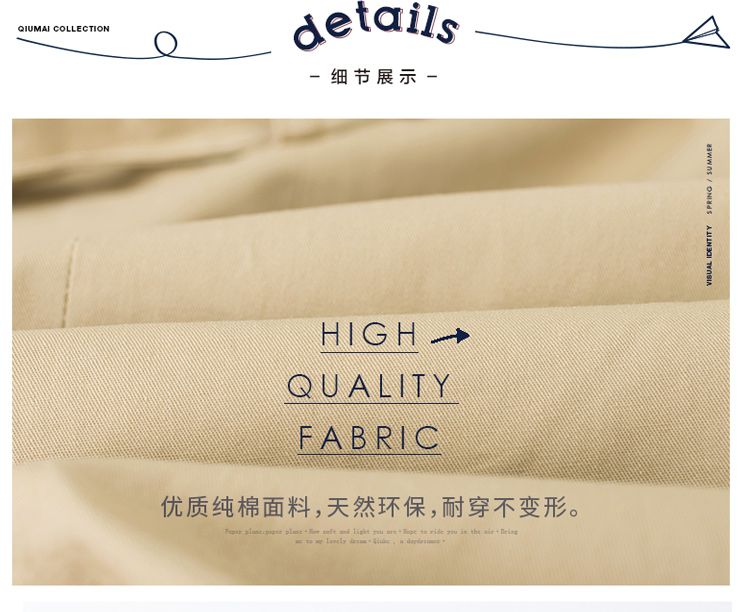 details
QIUMAI COLLECTION
– 细节展示 –
VISUAL IDENTITY SPRING / SUMMER
HIGH
QUALITY
FABRIC
优质纯棉面料，天然环保，耐穿不变形。
Paper plane,paper plane·How soft and light you are·Hope to ride you in the air·Bring
me to my lovely dream·Qiubs , a daydreamer·